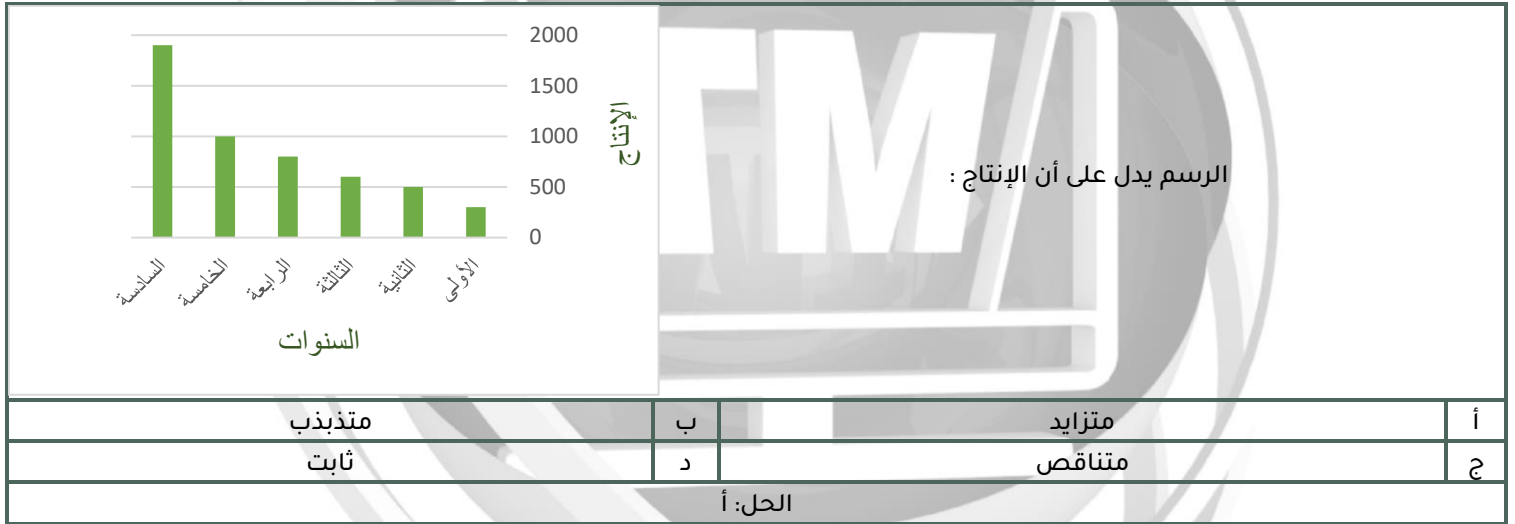 الرسم يدل على أن الإنتاج :
2000
1500
1000
500
0
الإنتاج
الأولى
الثانية
الثالثة
الرابعة
الخامسة
السادسة
السنوات
أ متزايد ب متذبذب
ج متناقص د ثابت
الحل: أ
TM